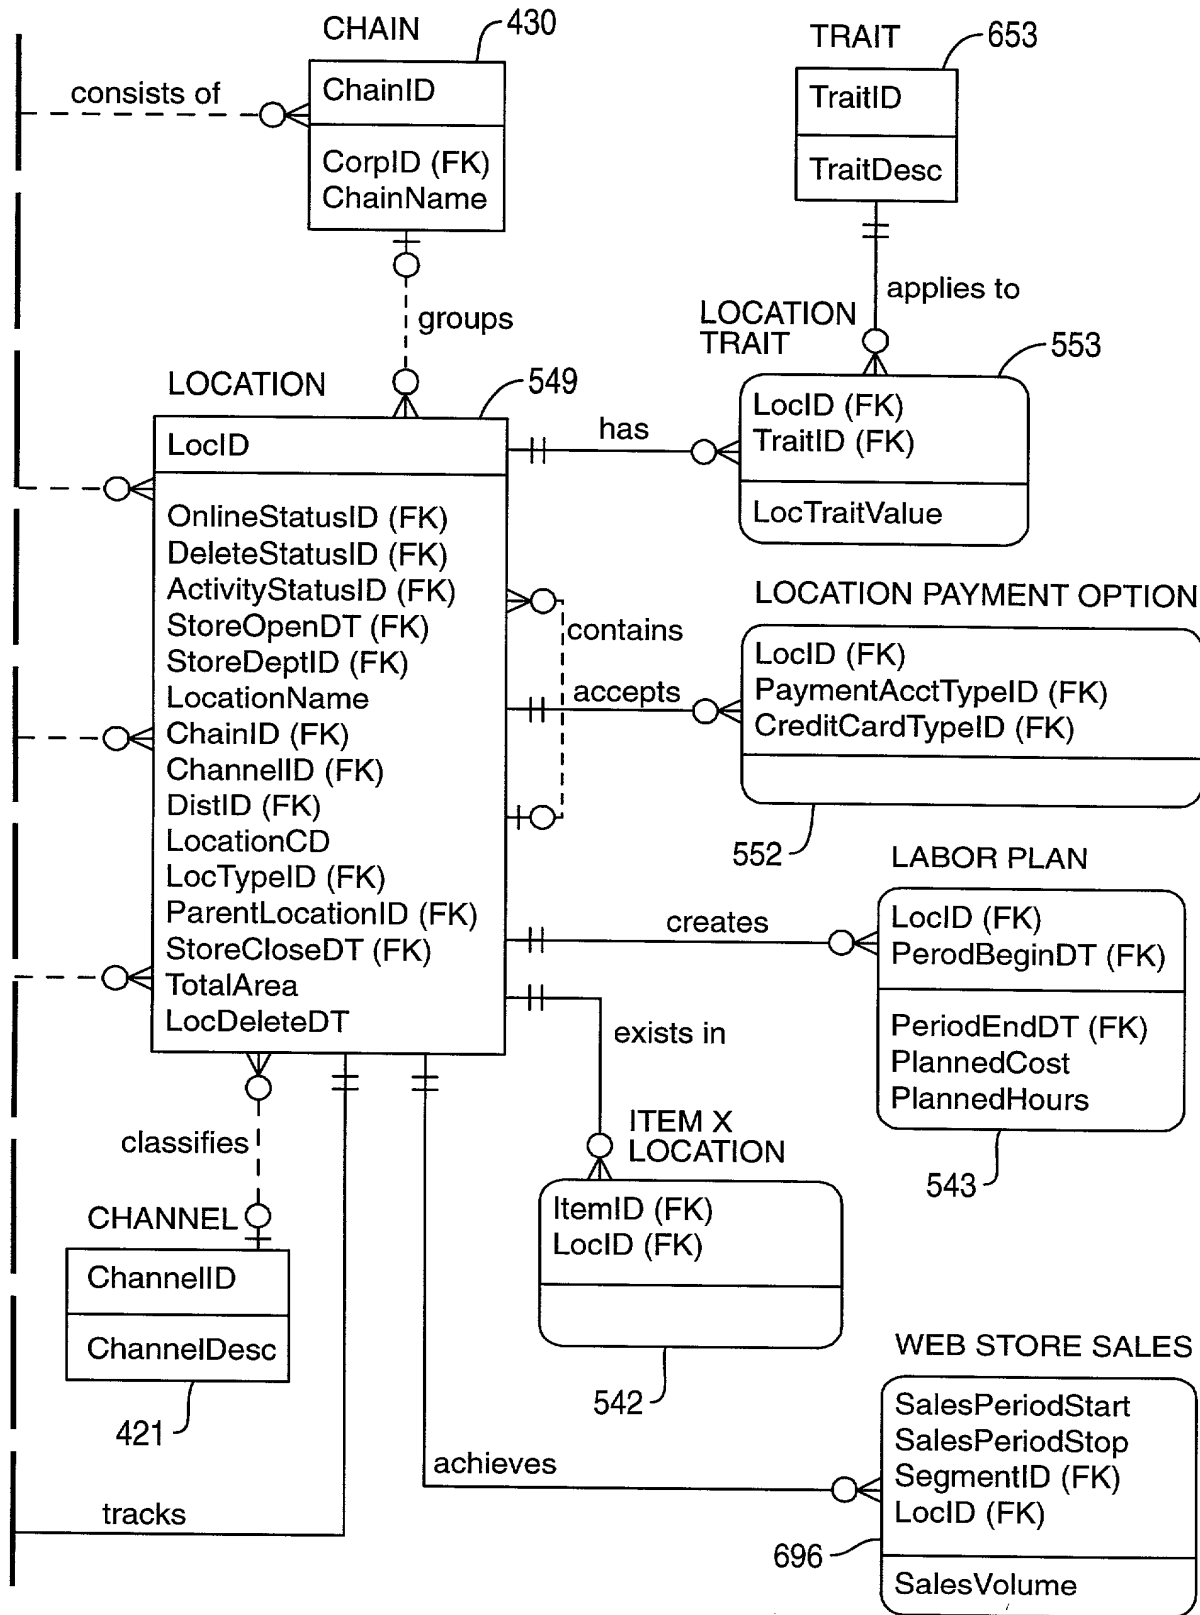 CHAIN
430
consists of
ChainID
CorpID (FK)
ChainName
groups
TRAIT
653
TraitID
TraitDesc
applies to
LOCATION
TRAIT
553
LocID (FK)
TraitID (FK)
LocTraitValue
LOCATION
549
LocID
has
OnlineStatusID (FK)
DeleteStatusID (FK)
ActivityStatusID (FK)
StoreOpenDT (FK)
StoreDeptID (FK)
LocationName
ChainID (FK)
ChannelID (FK)
DistID (FK)
LocationCD
LocTypeID (FK)
ParentLocationID (FK)
StoreCloseDT (FK)
TotalArea
LocDeleteDT
contains
accepts
LOCATION PAYMENT OPTION
LocID (FK)
PaymentAcctTypeID (FK)
CreditCardTypeID (FK)
552
LABOR PLAN
creates
LocID (FK)
PerodBeginDT (FK)
PeriodEndDT (FK)
PlannedCost
PlannedHours
543
exists in
ITEM X
LOCATION
ItemID (FK)
LocID (FK)
542
classifies
CHANNEL
ChannelID
ChannelDesc
421
tracks
achieves
WEB STORE SALES
SalesPeriodStart
SalesPeriodStop
SegmentID (FK)
LocID (FK)
696
SalesVolume